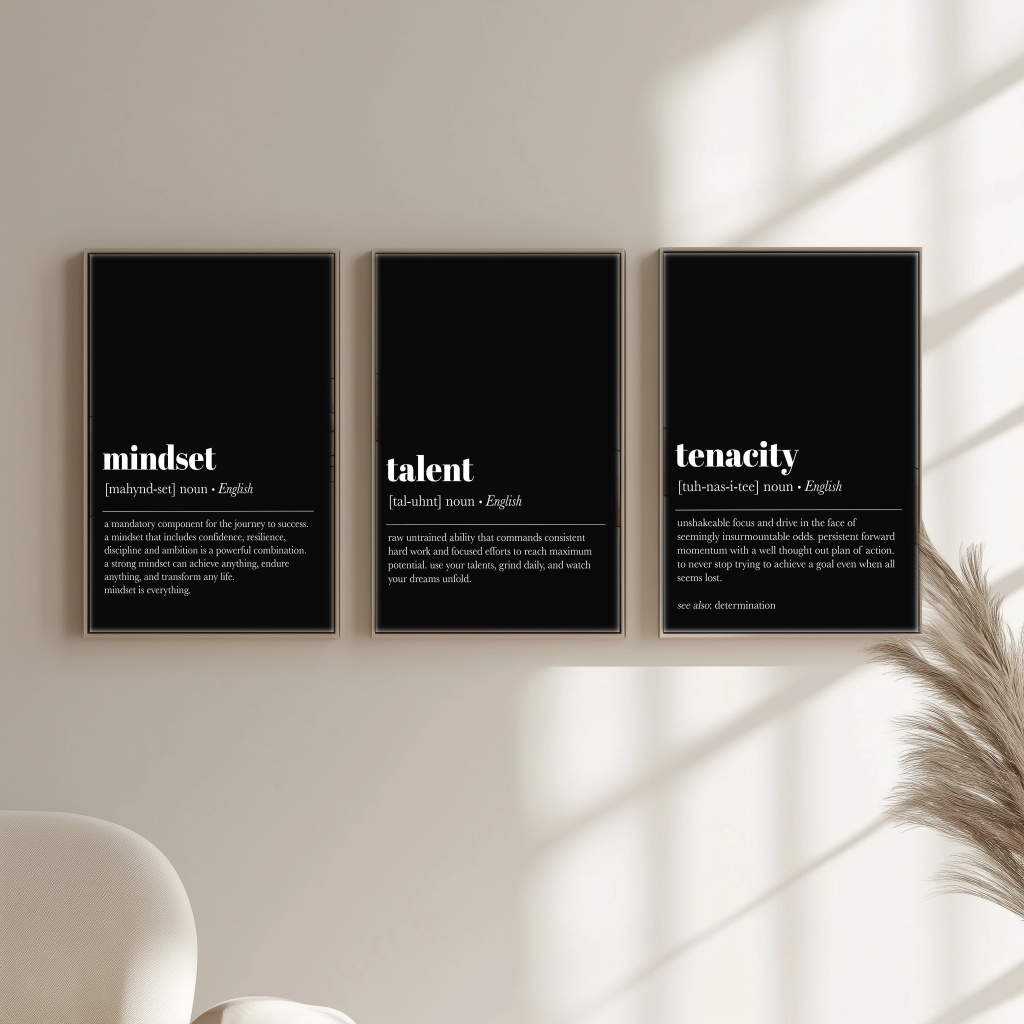 mindset
[mahynd-set] noun • English
a mandatory component for the journey to success.
a mindset that includes confidence, resilience,
discipline and ambition is a powerful combination.
a strong mindset can achieve anything, endure
anything, and transform any life.
mindset is everything.
talent
[tal-uhnt] noun • English
raw untrained ability that commands consistent
hard work and focused efforts to reach maximum
potential. use your talents, grind daily, and watch
your dreams unfold.
tenacity
[tuh-nas-i-tee] noun • English
unshakeable focus and drive in the face of
seemingly insurmountable odds. persistent forward
momentum with a well thought out plan of action.
to never stop trying to achieve a goal even when all
seems lost.
see also: determination